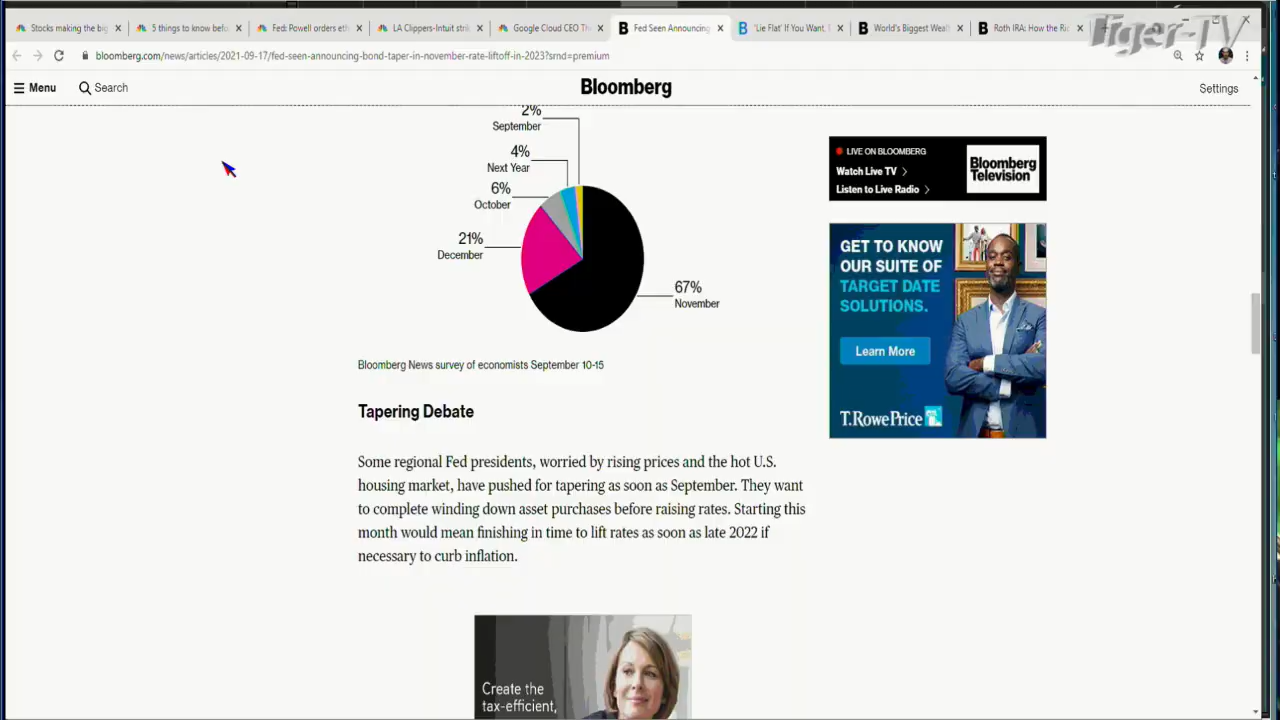 Stocks making the big
5 things to know befo
Fed: Powell orders eth
LA Clippers-Intuit stri
Google Cloud CEO Th
Fed Seen Announcing
"Lie Flat' If You Want,
World's Biggest Wealt
Roth IRA: How the Ric
Tiger-TV
bloomberg.com/news/articles/2021-09-17/fed-seen-announcing-bond-taper-in-november-rate-liftoff-in-2023?srnd=premium
Menu
Search
Bloomberg
Settings
2%
September
4%
Next Year
6%
October
21%
December
67%
November
Bloomberg News survey of economists September 10-15
Tapering Debate
Some regional Fed presidents, worried by rising prices and the hot U.S.
housing market, have pushed for tapering as soon as September. They want
to complete winding down asset purchases before raising rates. Starting this
month would mean finishing in time to lift rates as soon as late 2022 if
necessary to curb inflation.
Create the
tax-efficient,
LIVE ON BLOOMBERG
Watch Live TV
Listen to Live Radio
Bloomberg
Television
GET TO KNOW
OUR SUITE OF
TARGET DATE
SOLUTIONS.
Learn More
T.RowePrice